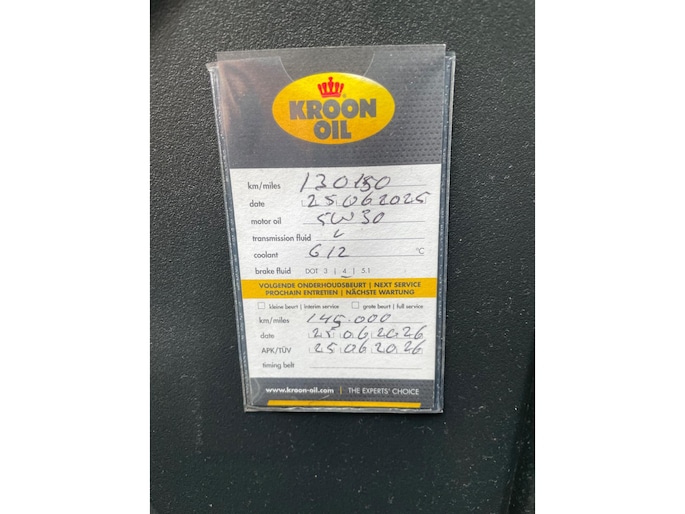 KROON
OIL
km/miles 130150
date 25 06 2025
motor oil 5W30
transmission fluid
coolant G12 °C
brake fluid DOT 3 | 4 | 5.1
VOLGENDE ONDERHOUDSBEURT | NEXT SERVICE
PROCHAIN ENTRETIEN | NÄCHSTE WARTUNG
kleine beurt | Interim service grote beurt | full service
km/miles 145.000
date 25 06 2026
APK/TÜV 25 06 2026
timing belt
www.kroon-oil.com | THE EXPERTS' CHOICE